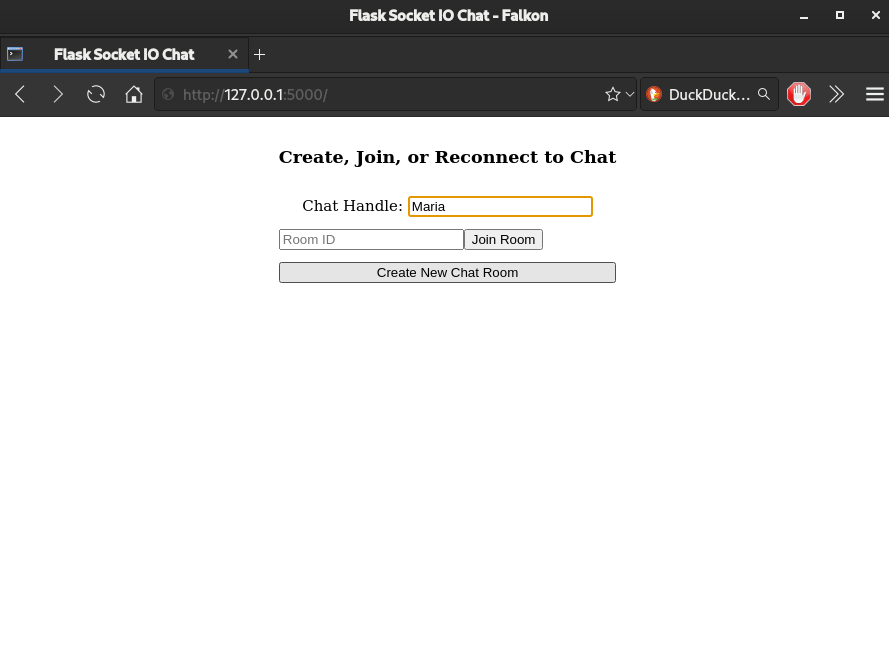 Flask Socket IO Chat - Falkon
Flask Socket IO Chat
http://127.0.0.1:5000/
DuckDuck...
Create, Join, or Reconnect to Chat
Chat Handle: Maria
Room ID Join Room
Create New Chat Room